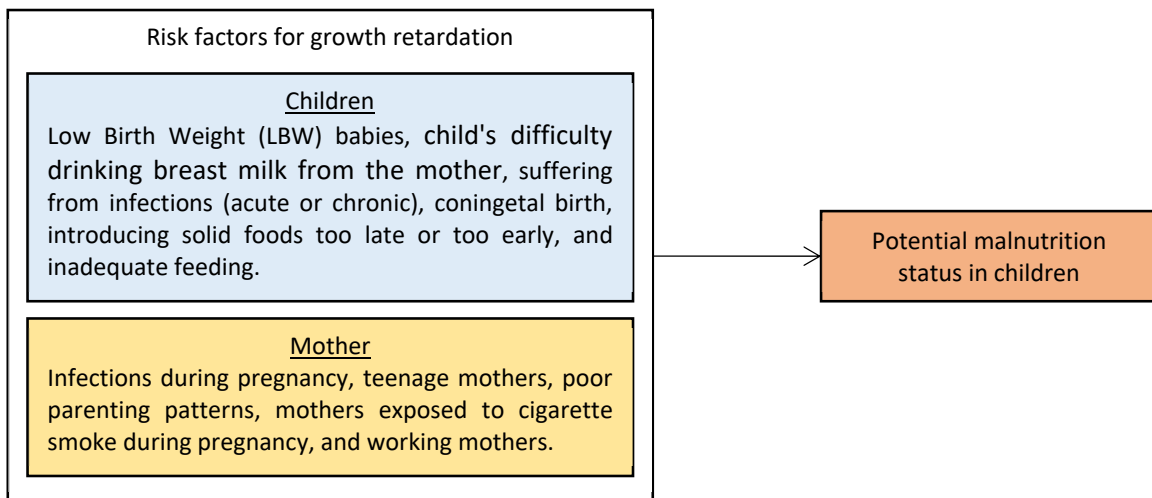 Risk factors for growth retardation
Children
Low Birth Weight (LBW) babies, child's difficulty
drinking breast milk from the mother, suffering
from infections (acute or chronic), coningetal birth,
introducing solid foods too late or too early, and
inadequate feeding.
Mother
Infections during pregnancy, teenage mothers, poor
parenting patterns, mothers exposed to cigarette
smoke during pregnancy, and working mothers.
Potential malnutrition
status in children